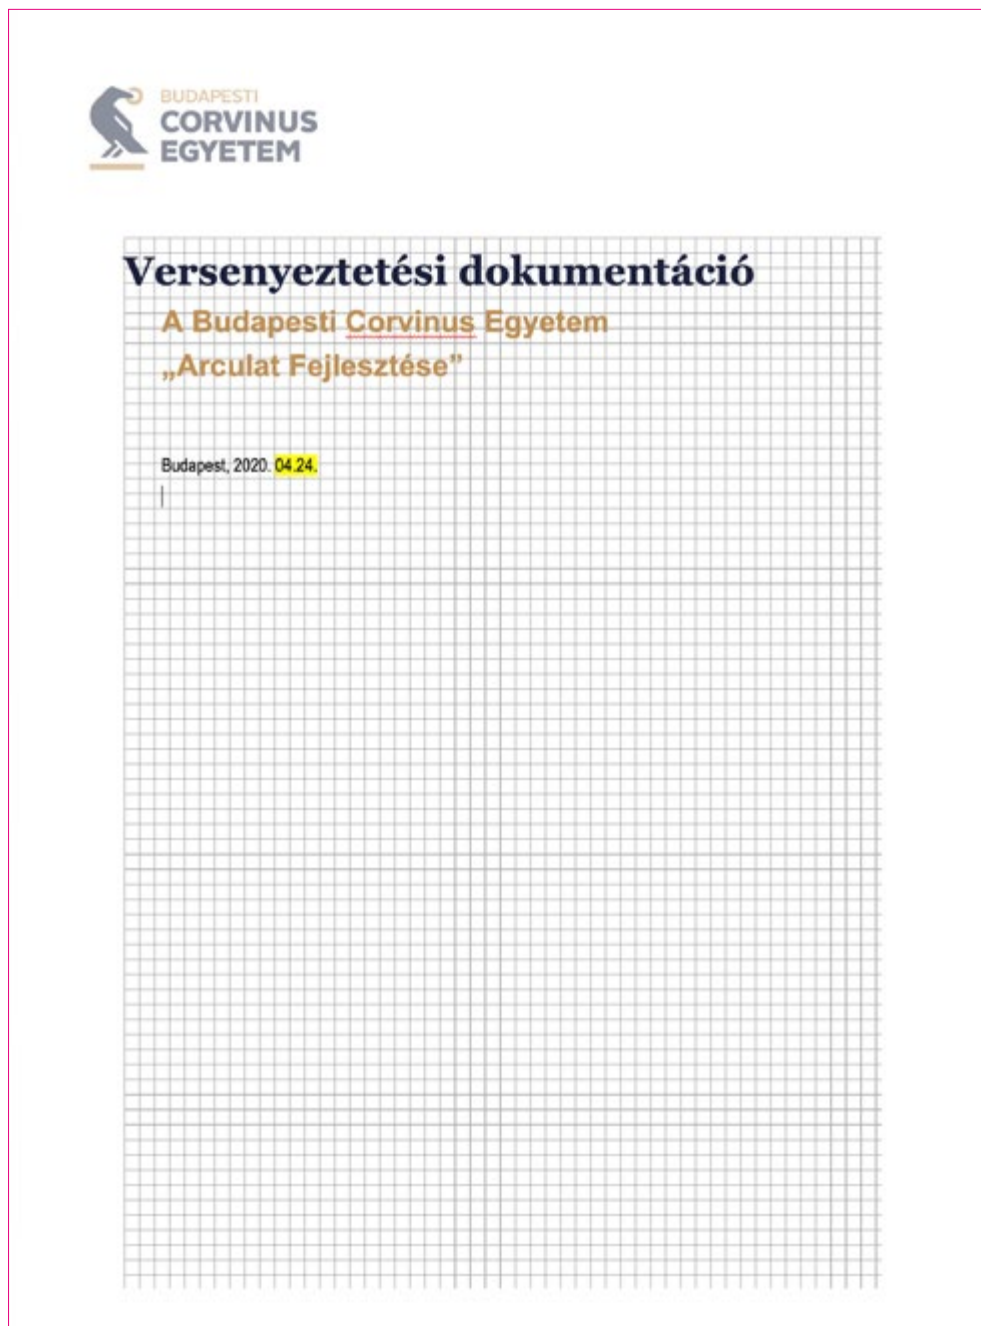 BUDAPESTI
CORVINUS
EGYETEM
Versenyeztetési dokumentáció
A Budapesti Corvinus Egyetem
„Arculat Fejlesztése”
Budapest, 2020. 04.24.